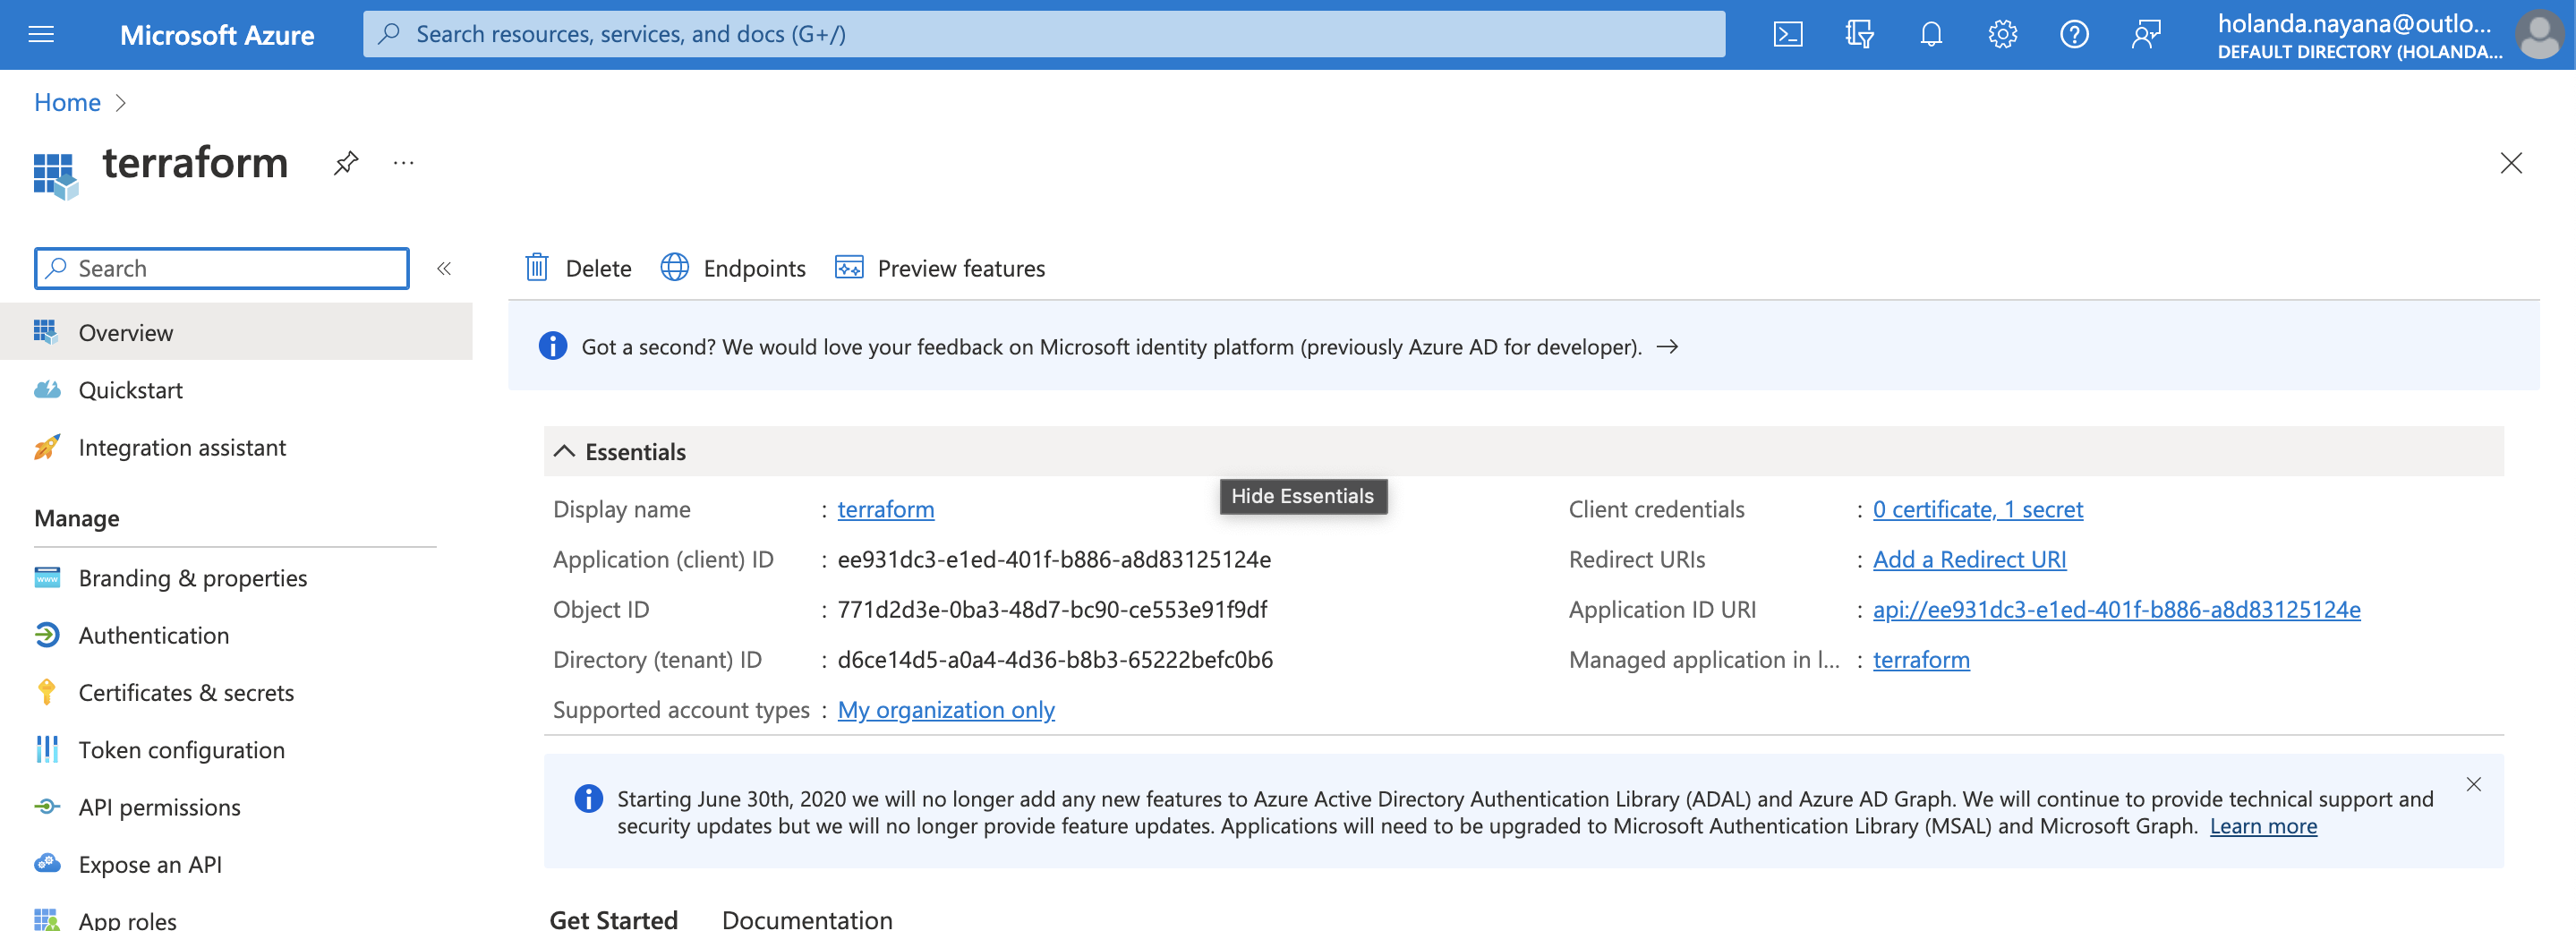 Microsoft Azure
Search resources, services, and docs (G+/)
holanda.nayana@outlo...
DEFAULT DIRECTORY (HOLANDA...
Home
terraform
Search
Delete
Endpoints
Preview features
Overview
Got a second? We would love your feedback on Microsoft identity platform (previously Azure AD for developer).
Quickstart
Integration assistant
Essentials
Hide Essentials
Display name : terraform
Client credentials : 0 certificate, 1 secret
Application (client) ID : ee931dc3-e1ed-401f-b886-a8d83125124e
Redirect URIs : Add a Redirect URI
Object ID : 771d2d3e-0ba3-48d7-bc90-ce553e91f9df
Application ID URI : api://ee931dc3-e1ed-401f-b886-a8d83125124e
Directory (tenant) ID : d6ce14d5-a0a4-4d36-b8b3-65222befc0b6
Managed application in l... : terraform
Supported account types : My organization only
Manage
Branding & properties
Authentication
Certificates & secrets
Token configuration
API permissions
Expose an API
App roles
Starting June 30th, 2020 we will no longer add any new features to Azure Active Directory Authentication Library (ADAL) and Azure AD Graph. We will continue to provide technical support and
security updates but we will no longer provide feature updates. Applications will need to be upgraded to Microsoft Authentication Library (MSAL) and Microsoft Graph. Learn more
Get Started
Documentation